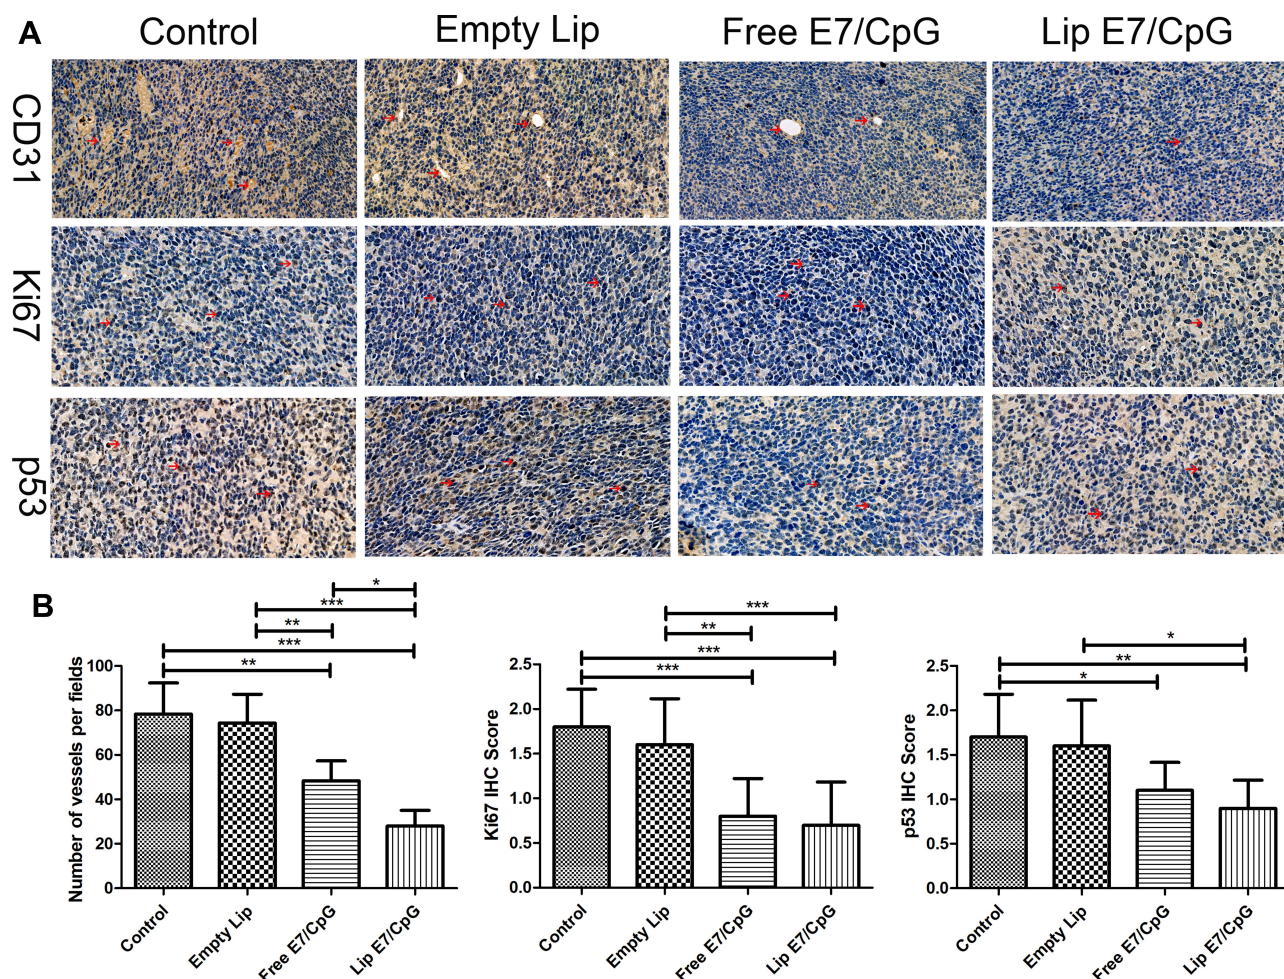 A
Control
Empty Lip
Free E7/CpG
Lip E7/CpG
CD31
Ki67
p53
B
*
***
**
***
**
Number of vessels per fields
100
80
60
40
20
0
Control
Empty Lip
Free E7/CpG
Lip E7/CpG
***
**
***
***
Ki67 IHC Score
2.5
2.0
1.5
1.0
0.5
0.0
Control
Empty Lip
Free E7/CpG
Lip E7/CpG
*
**
*
p53 IHC Score
2.5
2.0
1.5
1.0
0.5
0.0
Control
Empty Lip
Free E7/CpG
Lip E7/CpG